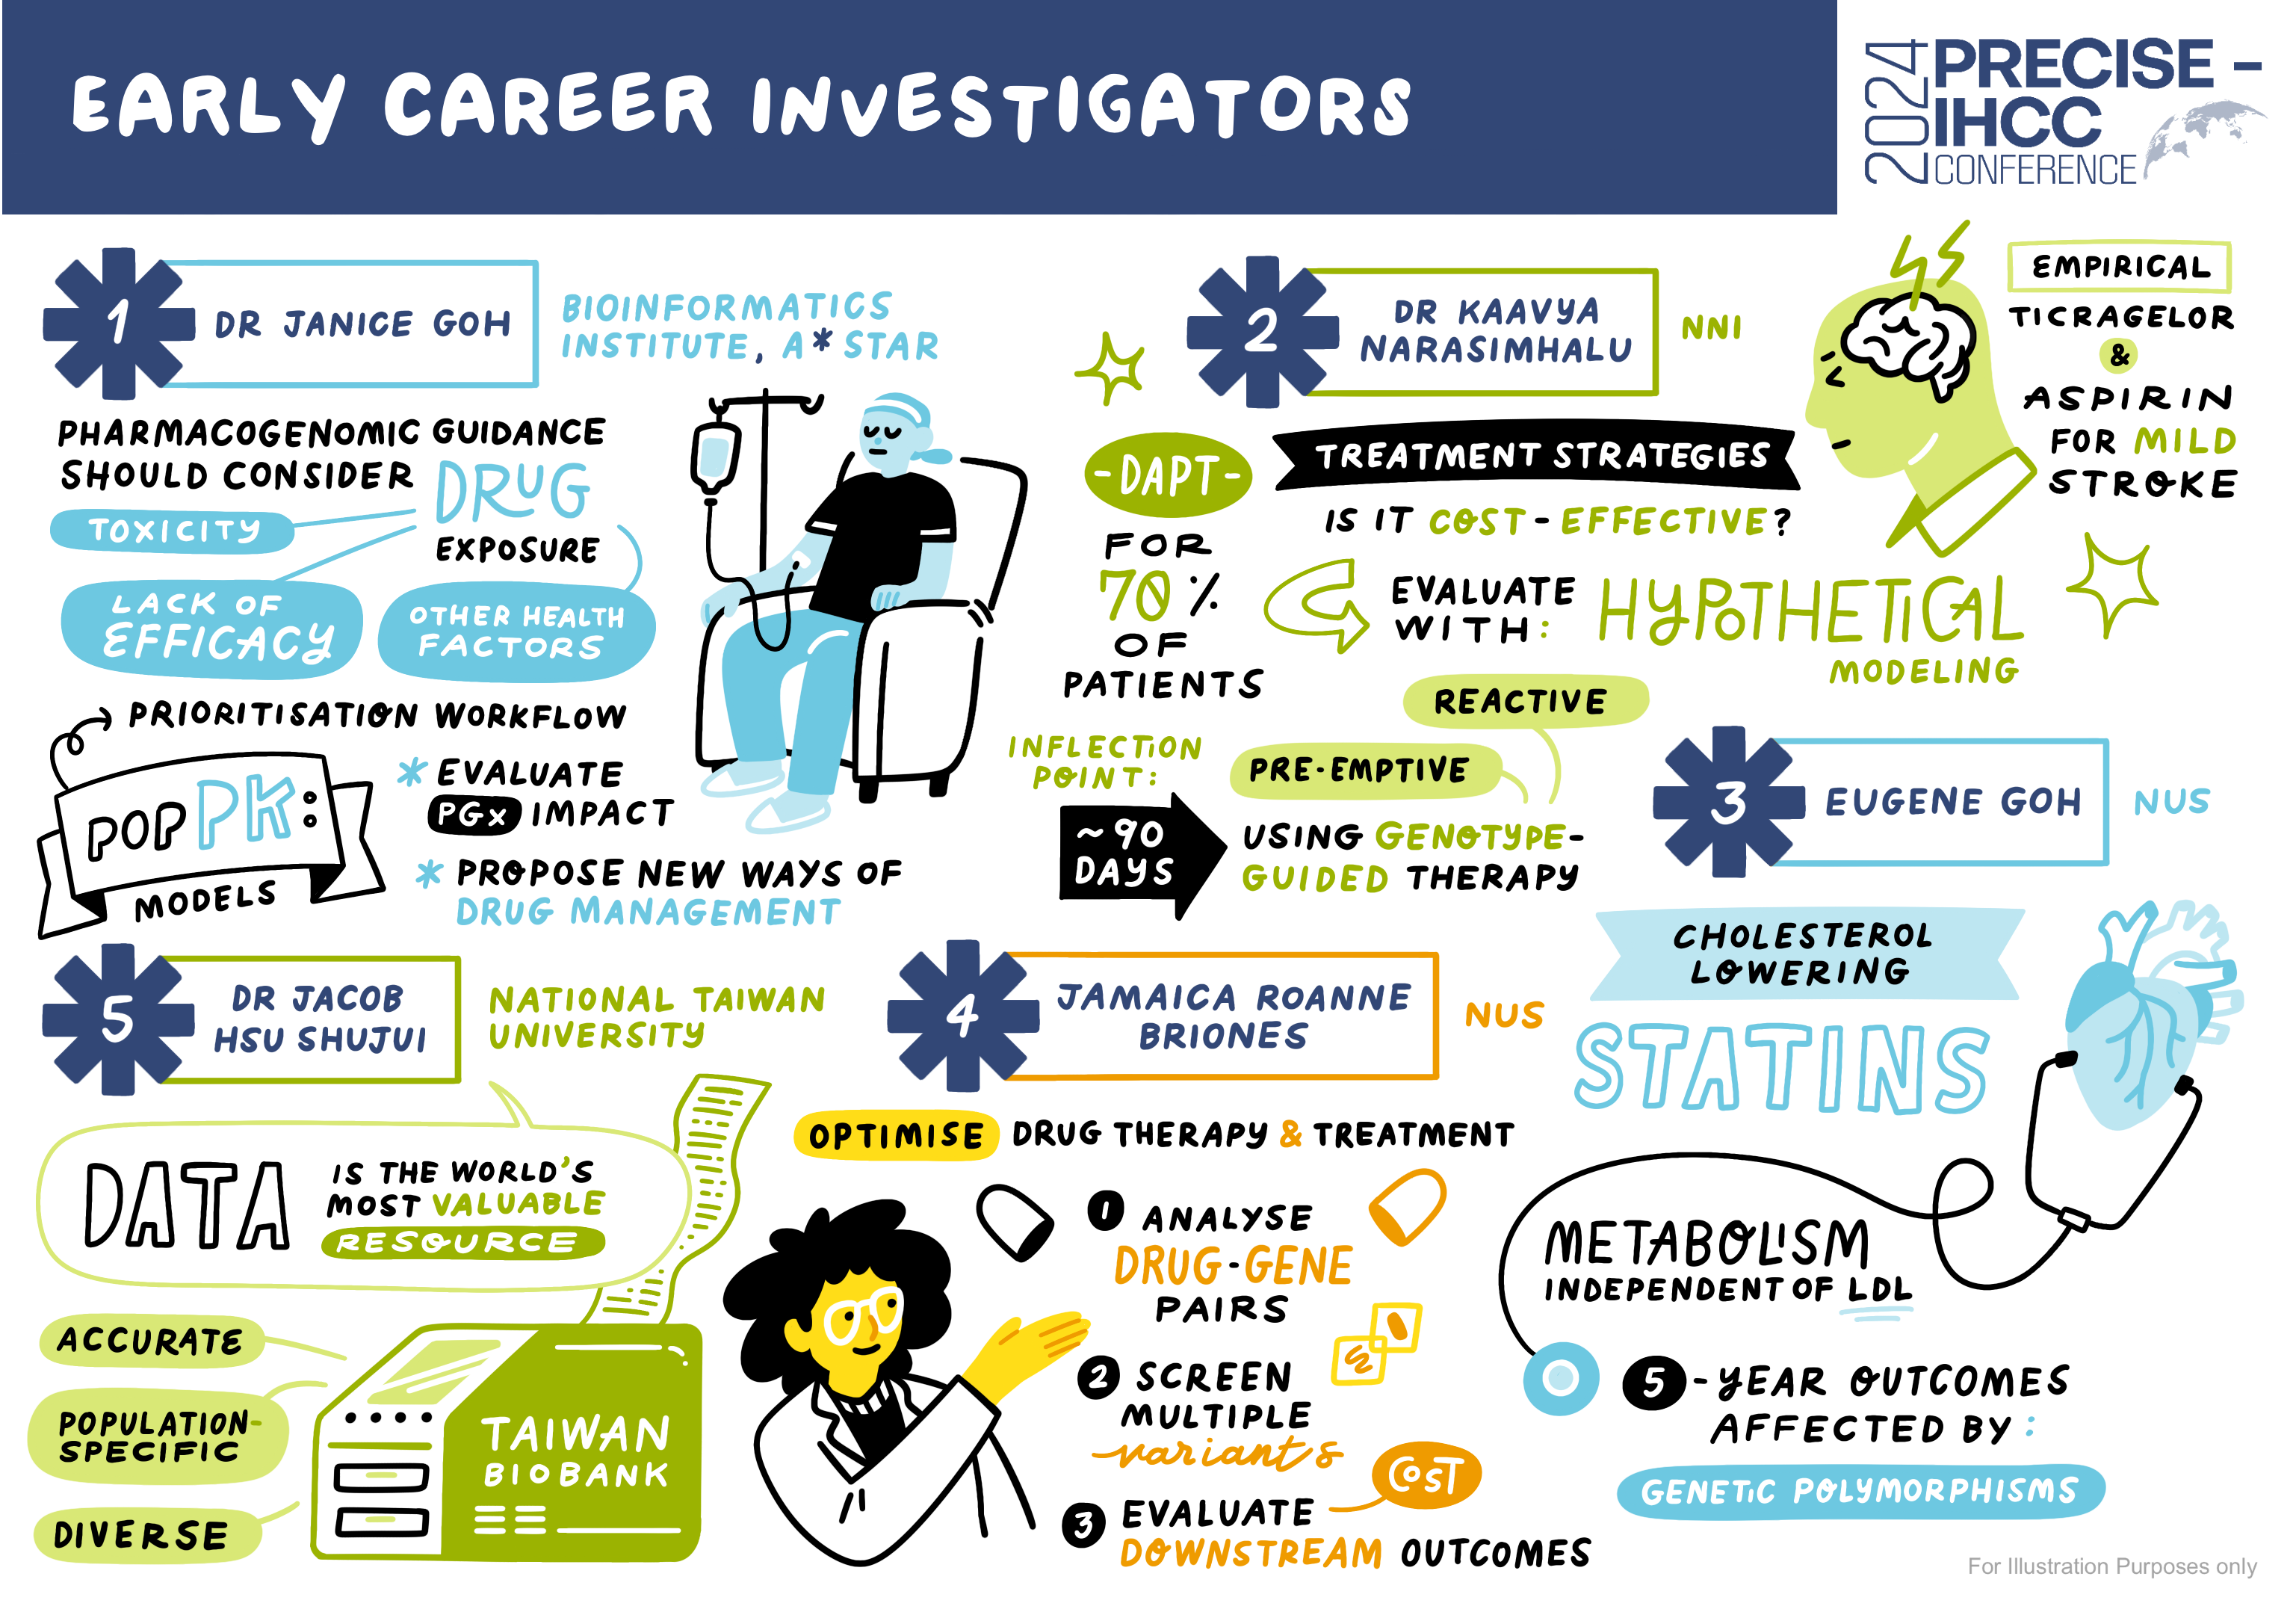 EARLY CAREER INVESTIGATORS
2024
PRECISE –
IHCC
CONFERENCE
1
DR JANICE GOH
BIOINFORMATICS
INSTITUTE, A*STAR
PHARMACOGENOMIC GUIDANCE
SHOULD CONSIDER DRUG
EXPOSURE
TOXICITY
LACK OF
EFFICACY
OTHER HEALTH
FACTORS
PRIORITISATION WORKFLOW
POP PK:
MODELS
* EVALUATE
PGx IMPACT
* PROPOSE NEW WAYS OF
DRUG MANAGEMENT
2
DR KAAVYA
NARASIMHALU
NNI
EMPIRICAL
TICRAGELOR
&
ASPIRIN
FOR MILD
STROKE
-DAPT-
FOR
70%
OF
PATIENTS
TREATMENT STRATEGIES
IS IT COST-EFFECTIVE?
EVALUATE
WITH:
HYPOTHETICAL
MODELING
INFLECTION
POINT:
~90
DAYS
REACTIVE
PRE-EMPTIVE
USING GENOTYPE-
GUIDED THERAPY
3
EUGENE GOH
NUS
CHOLESTEROL
LOWERING
STATINS
METABOLISM
INDEPENDENT OF LDL
5-YEAR OUTCOMES
AFFECTED BY:
GENETIC POLYMORPHISMS
4
JAMAICA ROANNE
BRIONES
NUS
OPTIMISE DRUG THERAPY & TREATMENT
1 ANALYSE
DRUG-GENE
PAIRS
2 SCREEN
MULTIPLE
variants
3 EVALUATE
DOWNSTREAM OUTCOMES
COST
5
DR JACOB
HSU SHUJUI
NATIONAL TAIWAN
UNIVERSITY
DATA
IS THE WORLD'S
MOST VALUABLE
RESOURCE
ACCURATE
POPULATION-
SPECIFIC
DIVERSE
TAIWAN
BIOBANK
For Illustration Purposes only